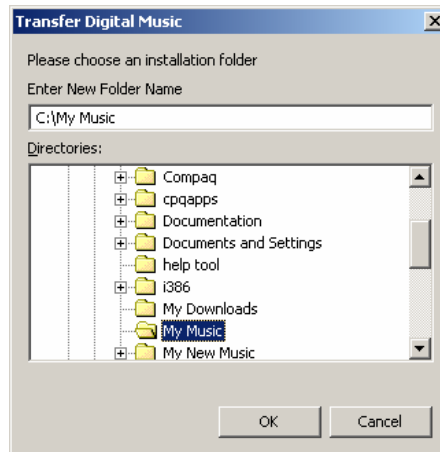 Transfer Digital Music
Please choose an installation folder
Enter New Folder Name
C:\My Music
Directories:
Compaq
cpqapps
Documentation
Documents and Settings
help tool
i386
My Downloads
My Music
My New Music
OK
Cancel